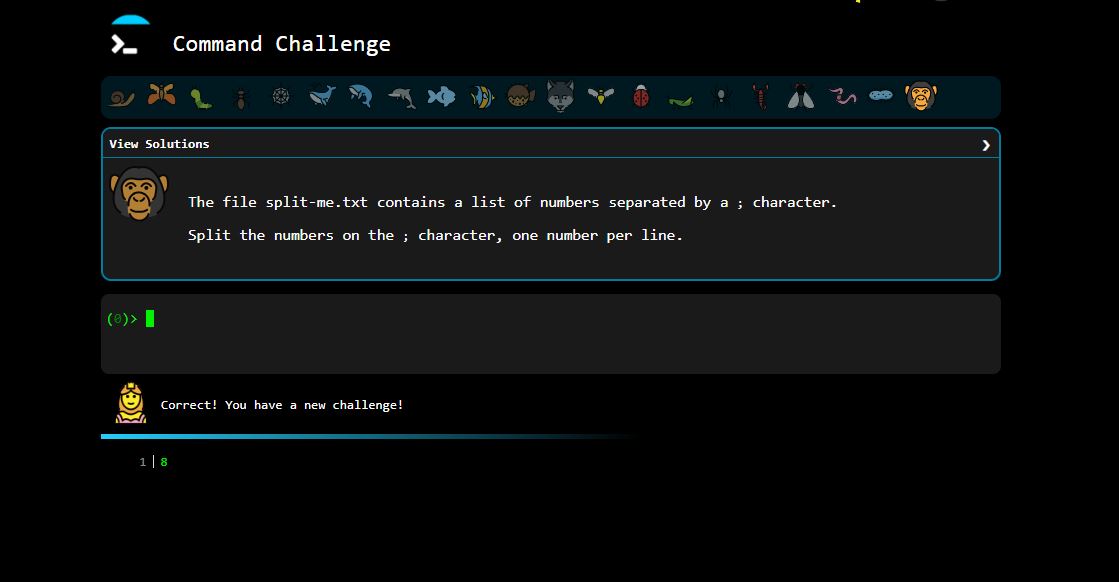 Command Challenge
View Solutions
The file split-me.txt contains a list of numbers separated by a ; character.
Split the numbers on the ; character, one number per line.
(0)>
Correct! You have a new challenge!
1 8